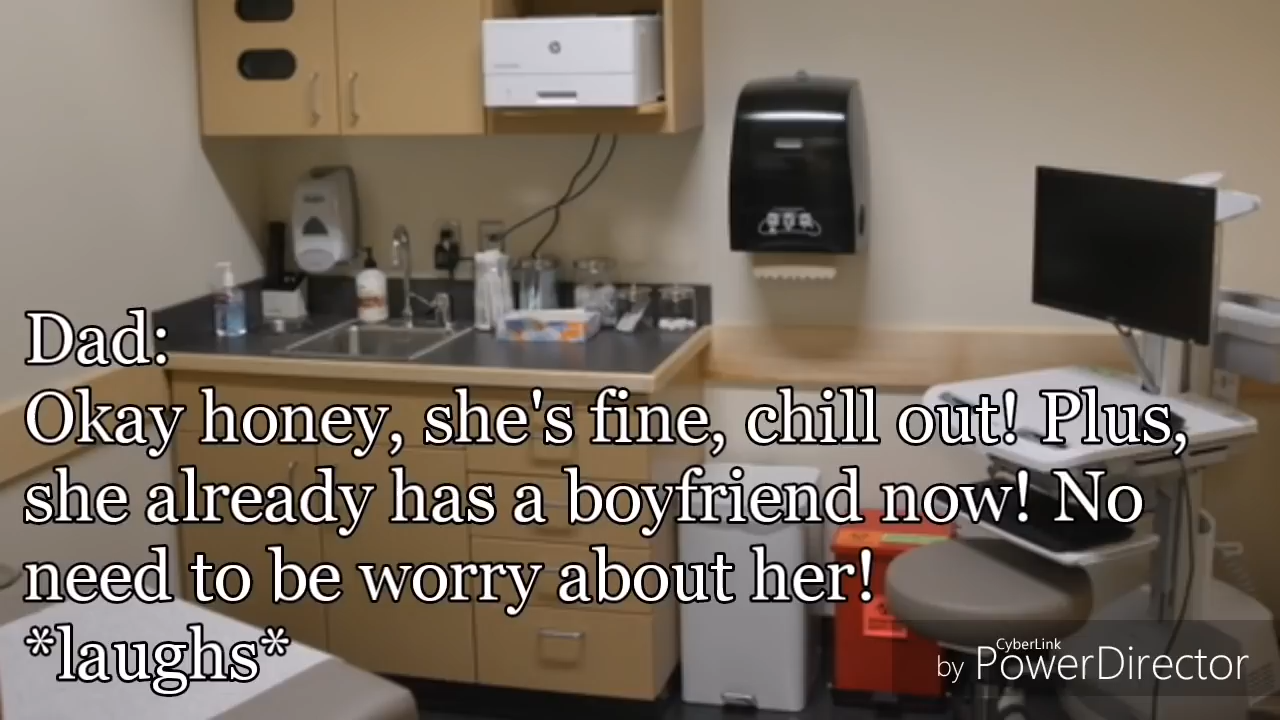 Dad:
Okay honey, she's fine, chill out! Plus,
she already has a boyfriend now! No
need to be worry about her!
*laughs*
CyberLink
by PowerDirector
hp